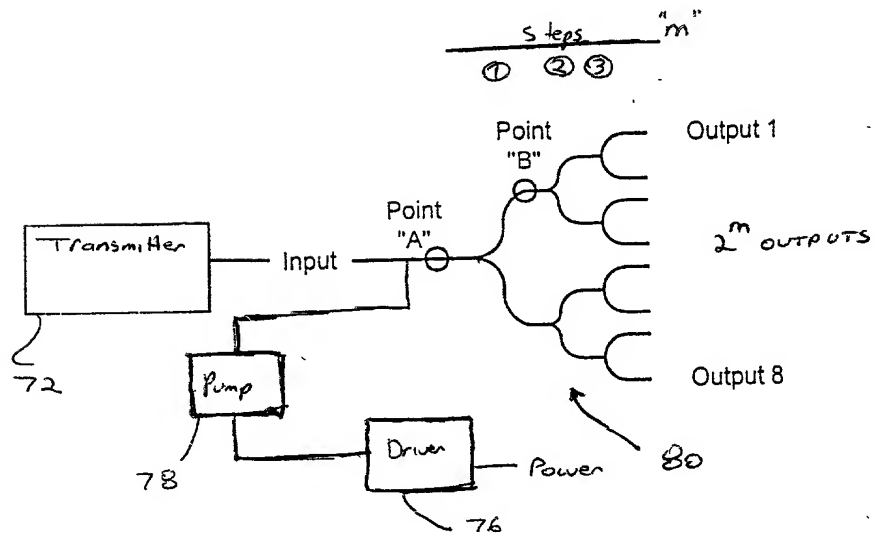 Steps "m"
① ② ③
Point "B"
Output 1
Point "A"
Transmitter
Input
2^m OUTPUTS
72
Pump
Output 8
78
Driver
Power
80
76